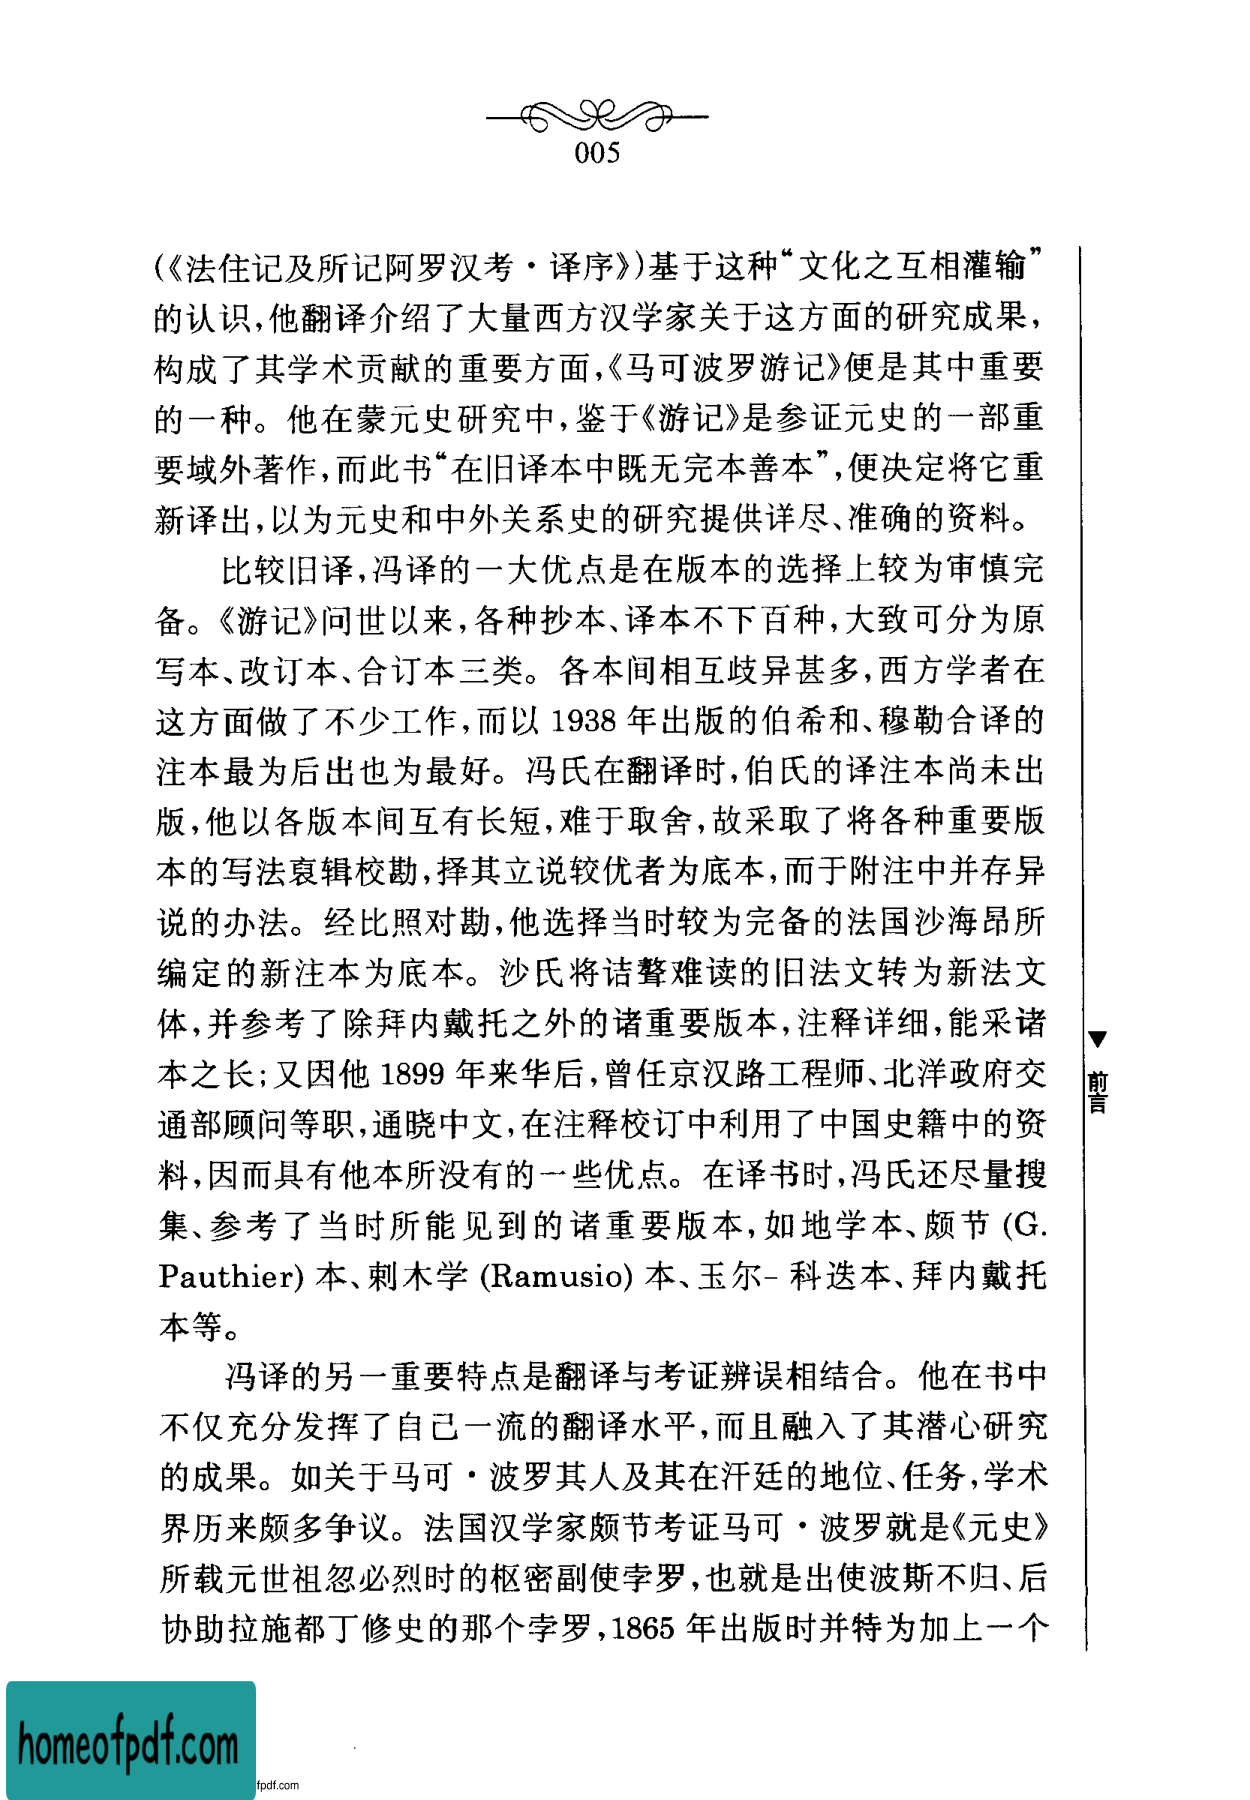 005
(《法住记及所记阿罗汉考·译序》)基于这种“文化之互相灌输”
的认识,他翻译介绍了大量西方汉学家关于这方面的研究成果,
构成了其学术贡献的重要方面,《马可波罗游记》便是其中重要
的一种。他在蒙元史研究中,鉴于《游记》是参证元史的一部重
要域外著作,而此书“在旧译本中既无完本善本”,便决定将它重
新译出,以为元史和中外关系史的研究提供详尽、准确的资料。
比较旧译,冯译的一大优点是在版本的选择上较为审慎完
备。《游记》问世以来,各种抄本、译本不下百种,大致可分为原
写本、改订本、合订本三类。各本间相互歧异甚多,西方学者在
这方面做了不少工作,而以 1938 年出版的伯希和、穆勒合译的
注本最为后出也为最好。冯氏在翻译时,伯氏的译注本尚未出
版,他以各版本间互有长短,难于取舍,故采取了将各种重要版
本的写法裒辑校勘,择其立说较优者为底本,而于附注中并存异
说的办法。经比照对勘,他选择当时较为完备的法国沙海昂所
编定的新注本为底本。沙氏将诘聱难读的旧法文转为新法文
体,并参考了除拜内戴托之外的诸重要版本,注释详细,能采诸
本之长;又因他 1899 年来华后,曾任京汉路工程师、北洋政府交
通部顾问等职,通晓中文,在注释校订中利用了中国史籍中的资
料,因而具有他本所没有的一些优点。在译书时,冯氏还尽量搜
集、参考了当时所能见到的诸重要版本,如地学本、颇节 (G.
Pauthier) 本、剌木学 (Ramusio) 本、玉尔- 科迭本、拜内戴托
本等。
冯译的另一重要特点是翻译与考证辨误相结合。他在书中
不仅充分发挥了自己一流的翻译水平,而且融入了其潜心研究
的成果。如关于马可·波罗其人及其在汗廷的地位、任务,学术
界历来颇多争议。法国汉学家颇节考证马可·波罗就是《元史》
所载元世祖忽必烈时的枢密副使孛罗,也就是出使波斯不归、后
协助拉施都丁修史的那个孛罗,1865 年出版时并特为加上一个
▼前言
homeofpdf.com
fpdf.com